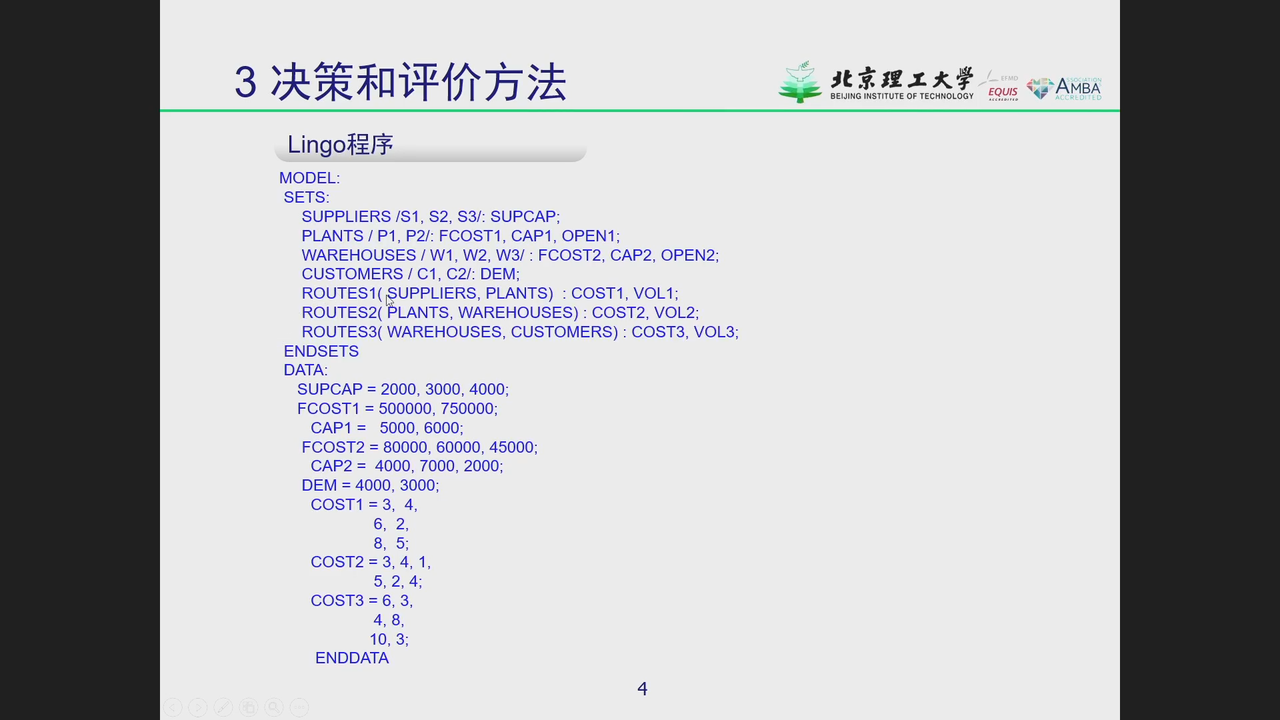 3 决策和评价方法
北京理工大学
BEIJING INSTITUTE OF TECHNOLOGY
EFMD
EQUIS
ACCREDITED
ASSOCIATION
AMBA
ACCREDITED
Lingo程序
MODEL:
SETS:
SUPPLIERS /S1, S2, S3/: SUPCAP;
PLANTS / P1, P2/: FCOST1, CAP1, OPEN1;
WAREHOUSES / W1, W2, W3/ : FCOST2, CAP2, OPEN2;
CUSTOMERS / C1, C2/: DEM;
ROUTES1( SUPPLIERS, PLANTS) : COST1, VOL1;
ROUTES2( PLANTS, WAREHOUSES) : COST2, VOL2;
ROUTES3( WAREHOUSES, CUSTOMERS) : COST3, VOL3;
ENDSETS
DATA:
SUPCAP = 2000, 3000, 4000;
FCOST1 = 500000, 750000;
CAP1 = 5000, 6000;
FCOST2 = 80000, 60000, 45000;
CAP2 = 4000, 7000, 2000;
DEM = 4000, 3000;
COST1 = 3, 4,
6, 2,
8, 5;
COST2 = 3, 4, 1,
5, 2, 4;
COST3 = 6, 3,
4, 8,
10, 3;
ENDDATA
4